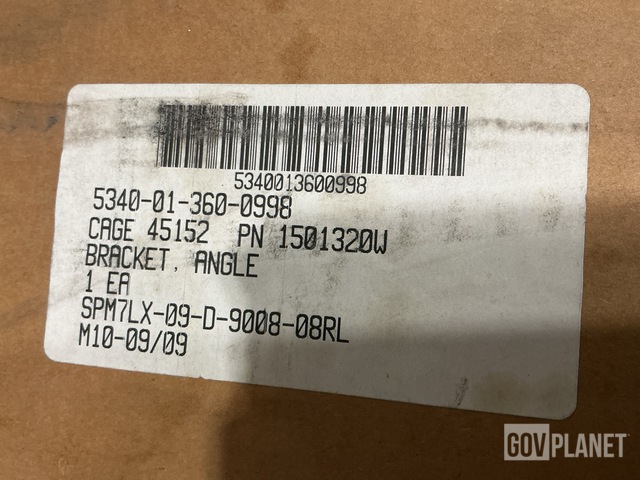 5340013600998
5340-01-360-0998
CAGE 45152 PN 1501320W
BRACKET, ANGLE
1 EA
SPM7LX-09-D-9008-08RL
M10-09/09
GOVPLANET